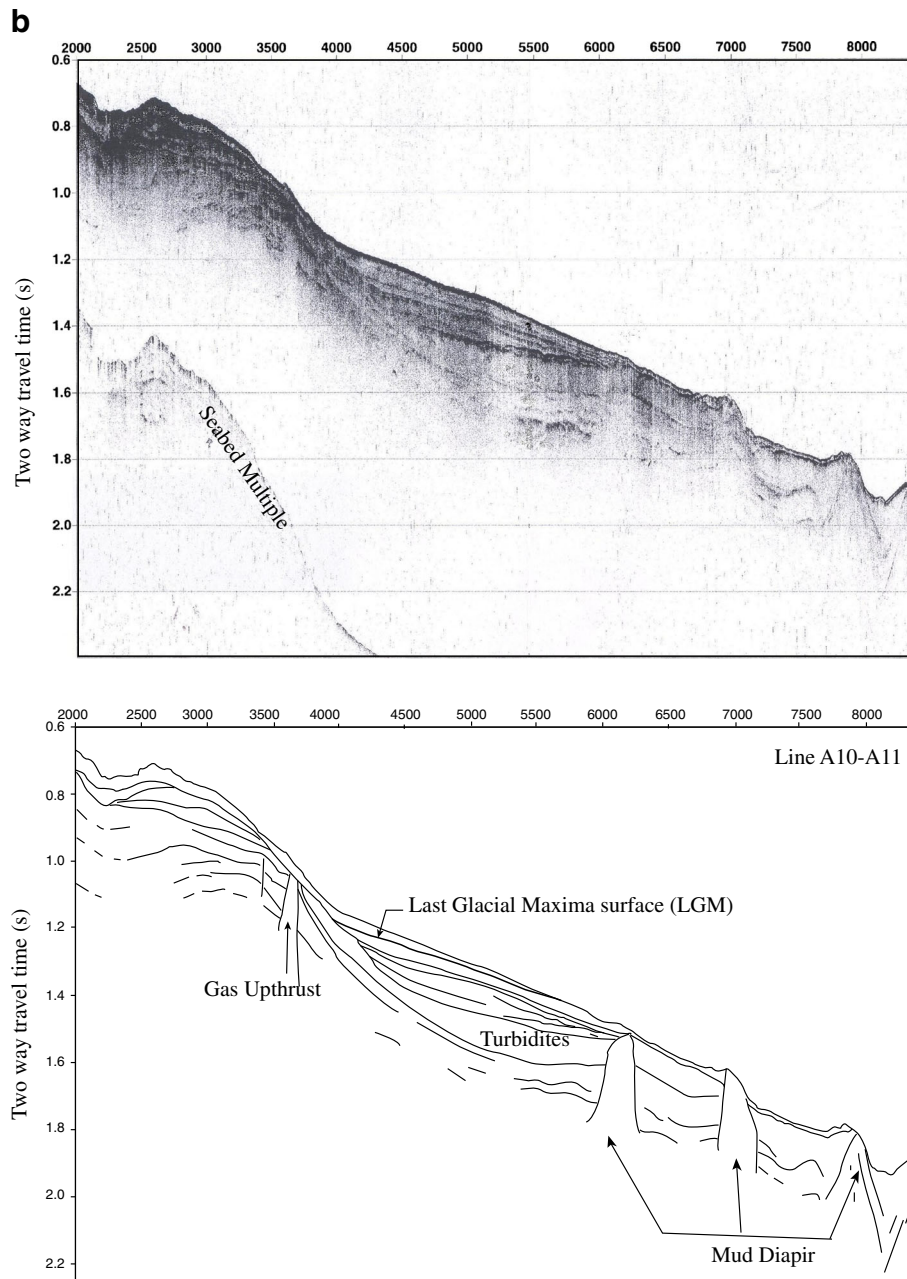 b
2000 2500 3000 3500 4000 4500 5000 5500 6000 6500 7000 7500 8000
0.6
0.8
1.0
1.2
1.4
1.6
1.8
2.0
2.2
Two way travel time (s)
Seabed Multiple
2000 2500 3000 3500 4000 4500 5000 5500 6000 6500 7000 7500 8000
Line A10-A11
0.6
0.8
1.0
1.2
1.4
1.6
1.8
2.0
2.2
Two way travel time (s)
Last Glacial Maxima surface (LGM)
Gas Upthrust
Turbidites
Mud Diapir